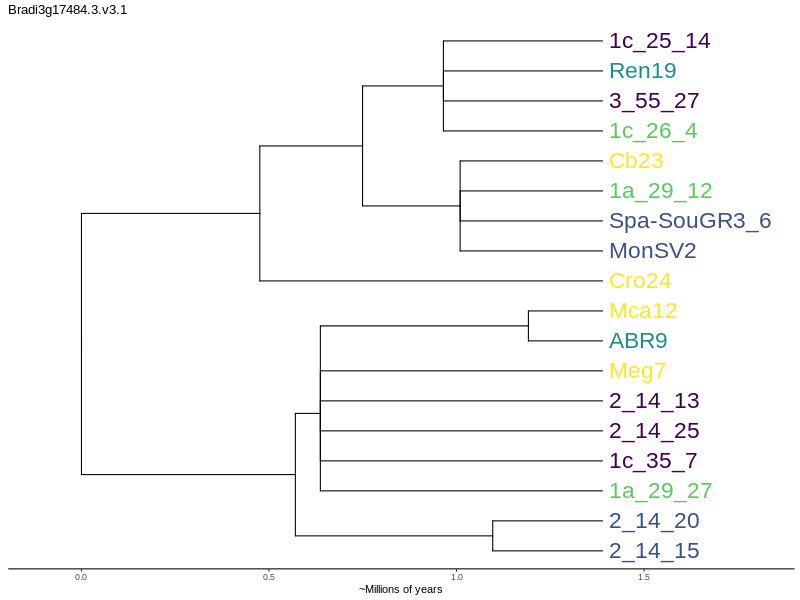 Bradi3g17484.3.v3.1
1c_25_14
Ren19
3_55_27
1c_26_4
Cb23
1a_29_12
Spa-SouGR3_6
MonSV2
Cro24
Mca12
ABR9
Meg7
2_14_13
2_14_25
1c_35_7
1a_29_27
2_14_20
2_14_15
0.0 0.5 1.0 1.5
~Millions of years